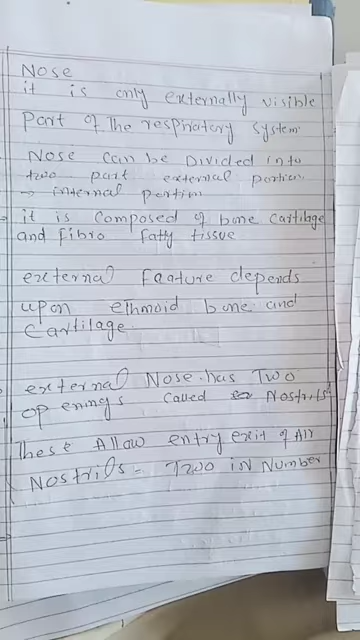 Nose
it is only externally visible
Part of The respiratory system
Nose can be Divided into
two part external portion
→ internal portion
it is composed of bone cartilage
and fibro fatty tissue
external feature depends
upon ethmoid bone and
Cartilage
external Nose has Two
openings called Nostrils
These Allow entry exit of Air
Nostrils = Two in Number